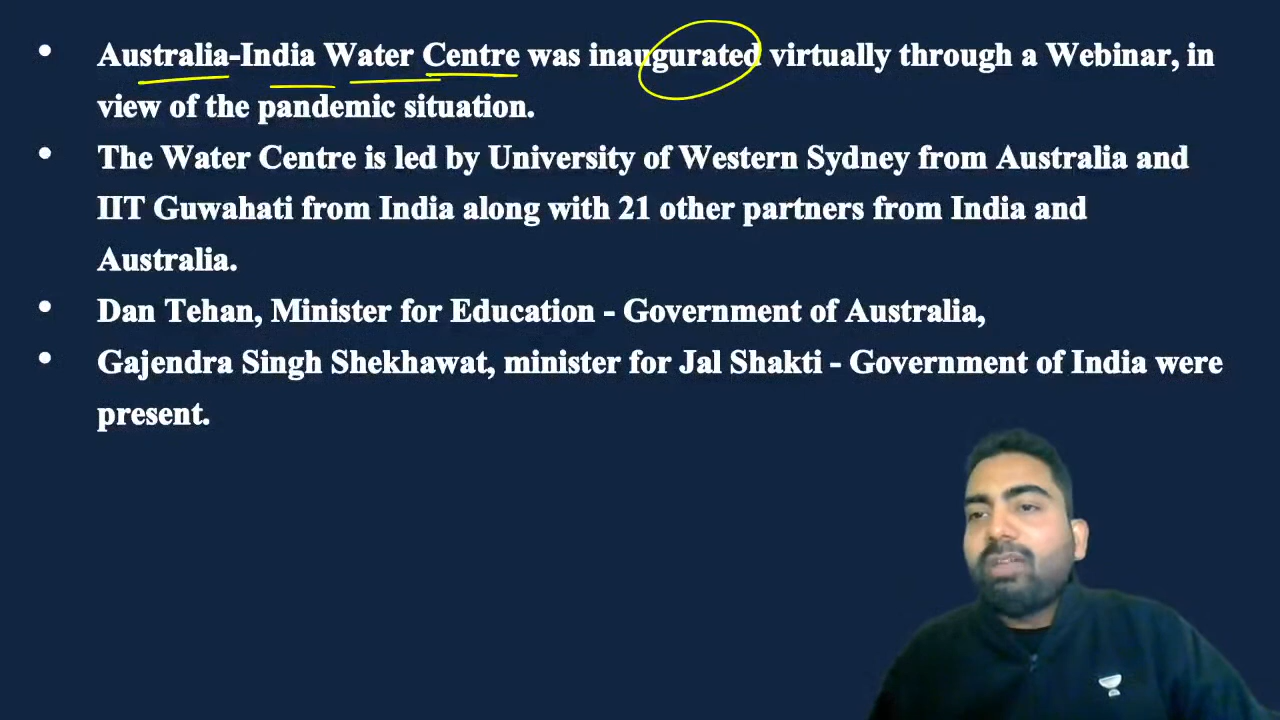 • Australia-India Water Centre was inaugurated virtually through a Webinar, in
view of the pandemic situation.
• The Water Centre is led by University of Western Sydney from Australia and
IIT Guwahati from India along with 21 other partners from India and
Australia.
• Dan Tehan, Minister for Education - Government of Australia,
• Gajendra Singh Shekhawat, minister for Jal Shakti - Government of India were
present.